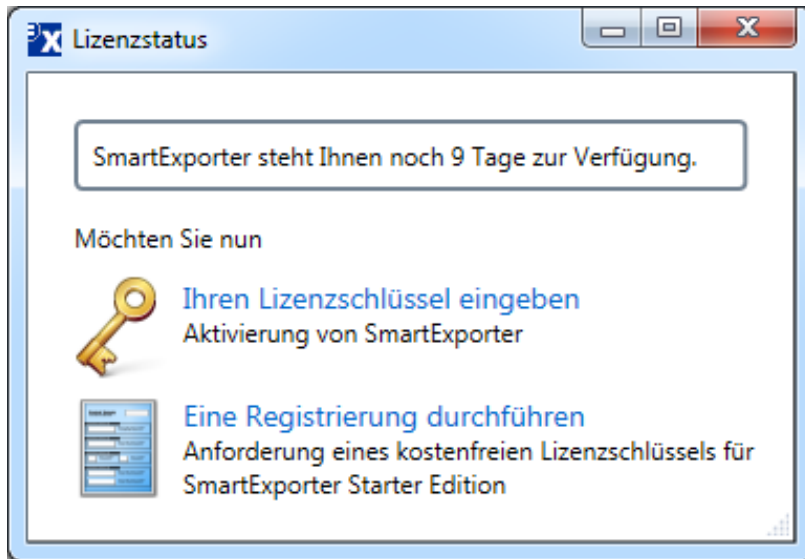 Lizenzstatus
SmartExporter steht Ihnen noch 9 Tage zur Verfügung.
Möchten Sie nun
Ihren Lizenzschlüssel eingeben
Aktivierung von SmartExporter
Eine Registrierung durchführen
Anforderung eines kostenfreien Lizenzschlüssels für
SmartExporter Starter Edition